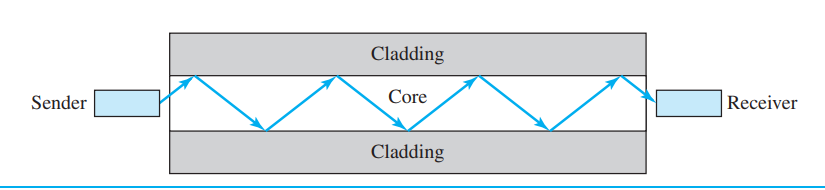 Cladding
Sender
Core
Receiver
Cladding